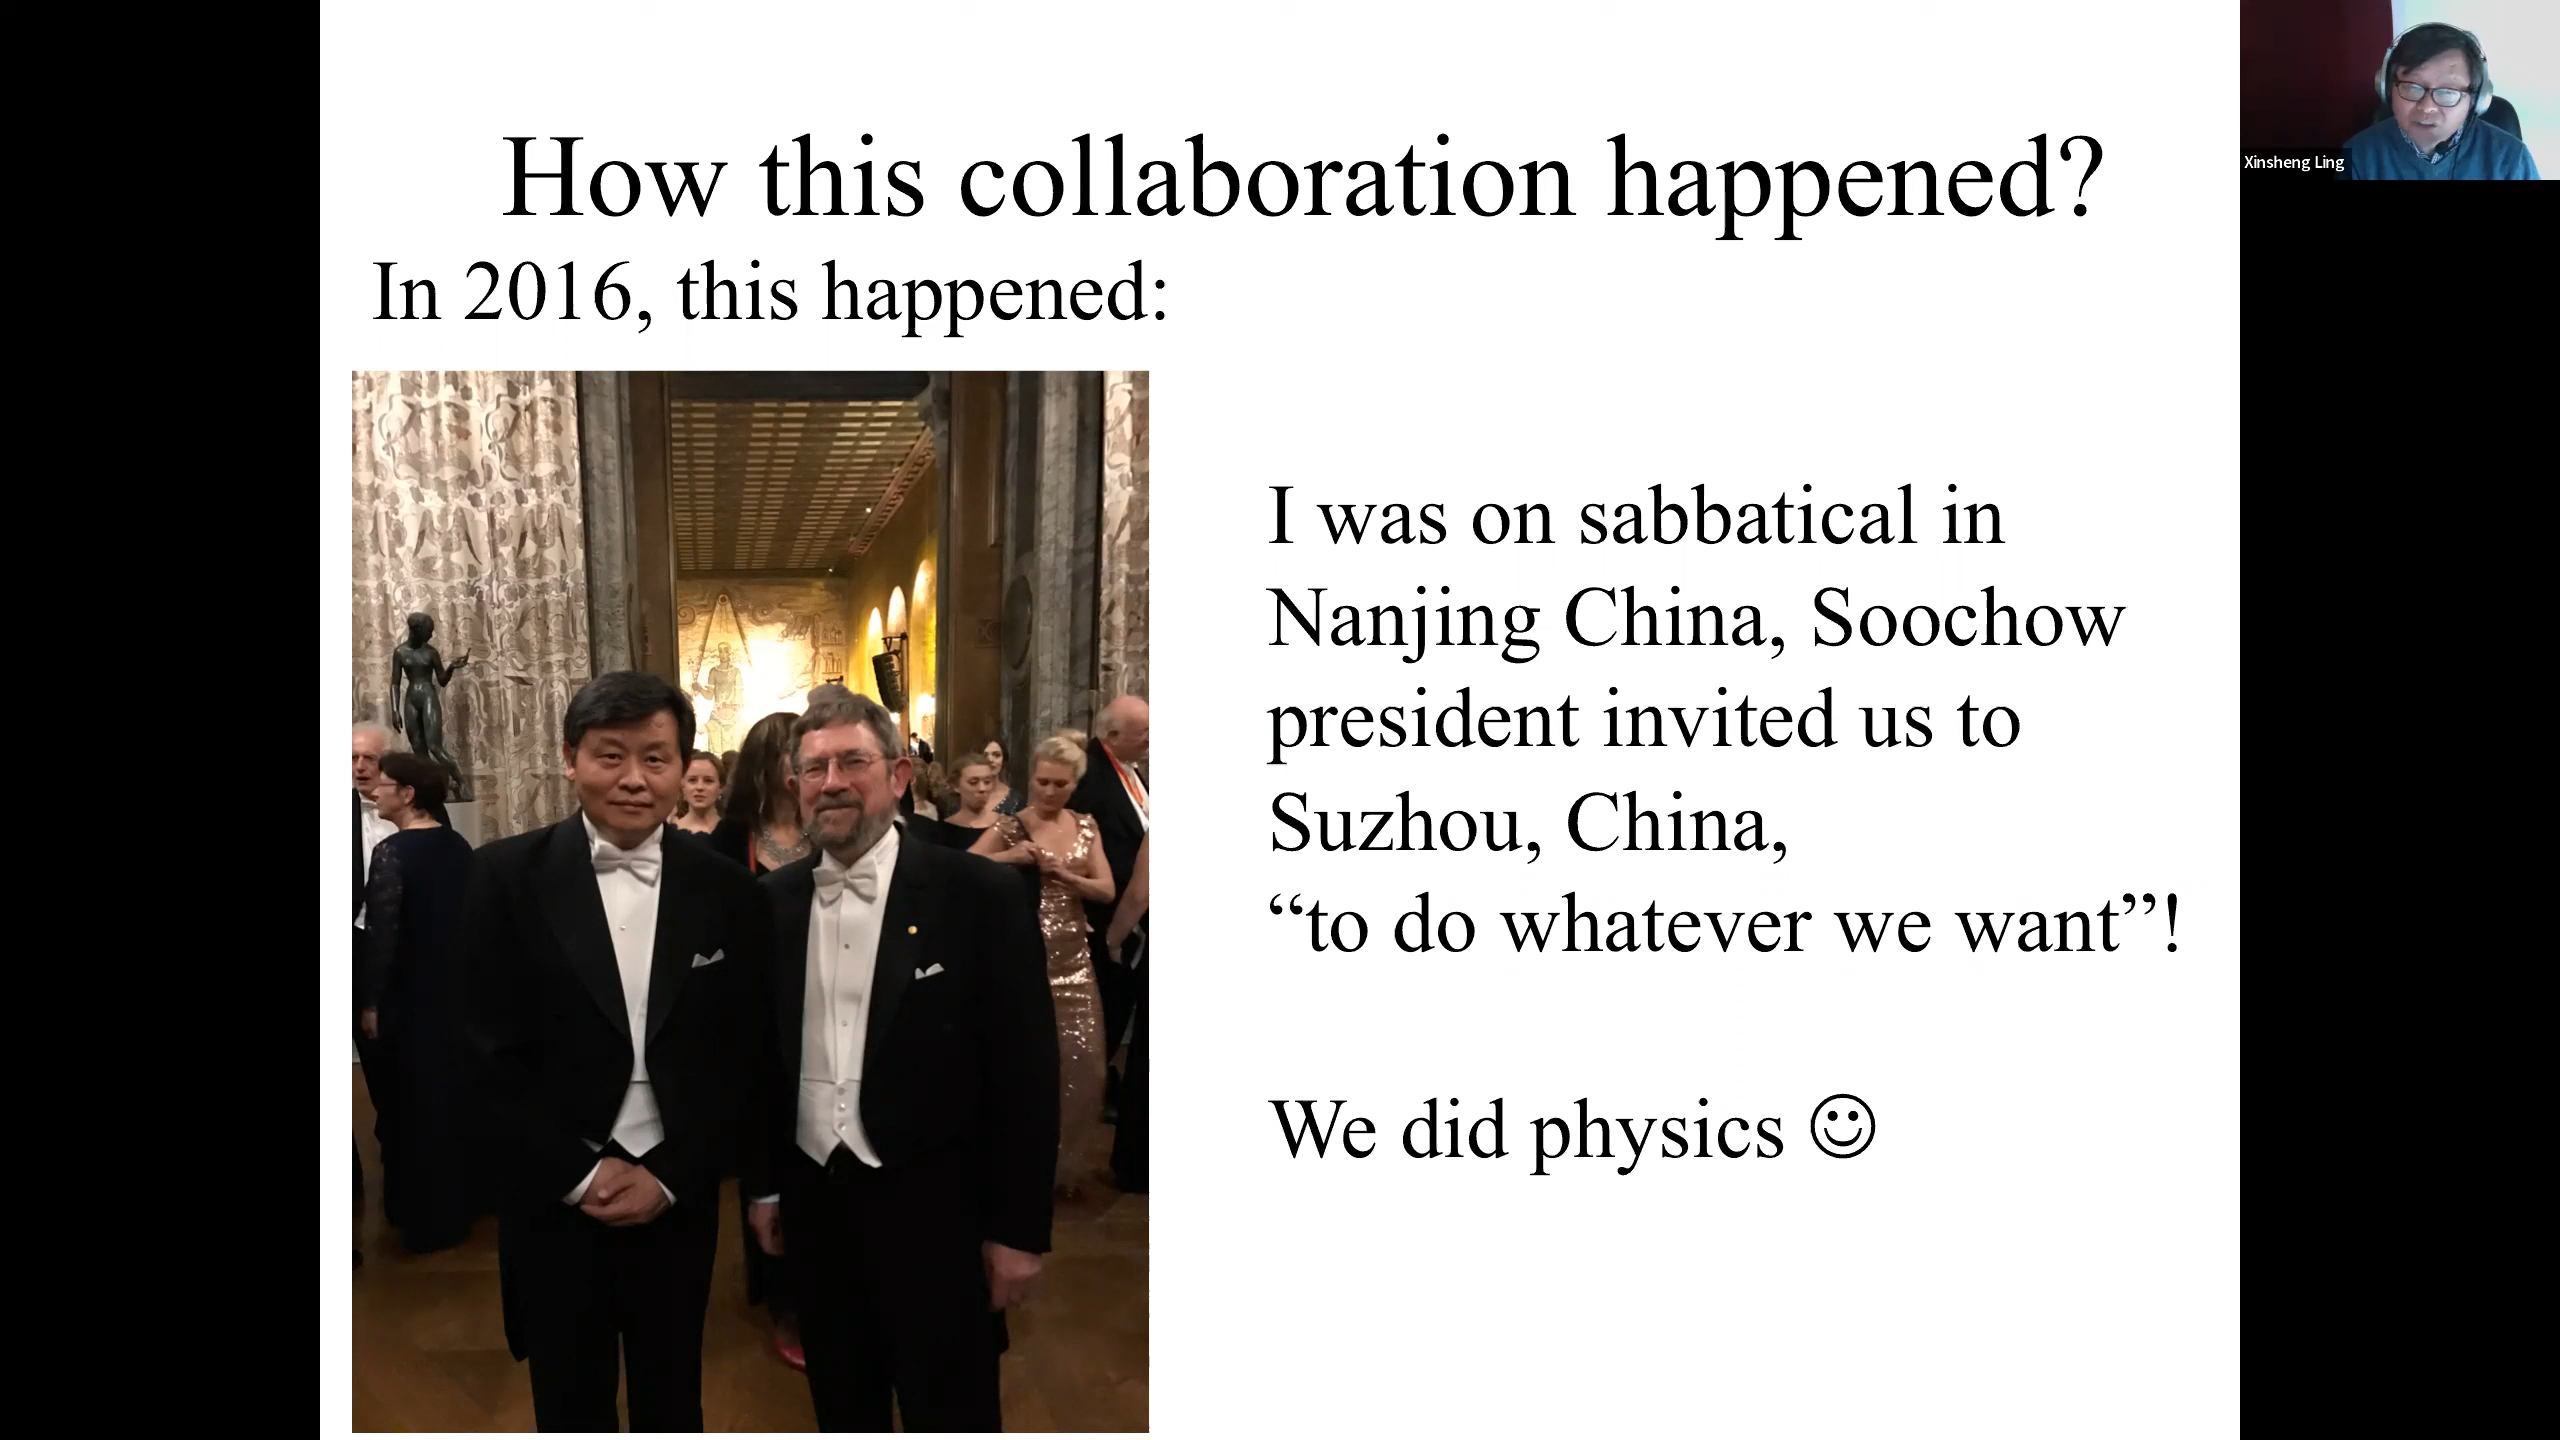 How this collaboration happened?
In 2016, this happened:
I was on sabbatical in
Nanjing China, Soochow
president invited us to
Suzhou, China,
“to do whatever we want”!
We did physics ☺
Xinsheng Ling